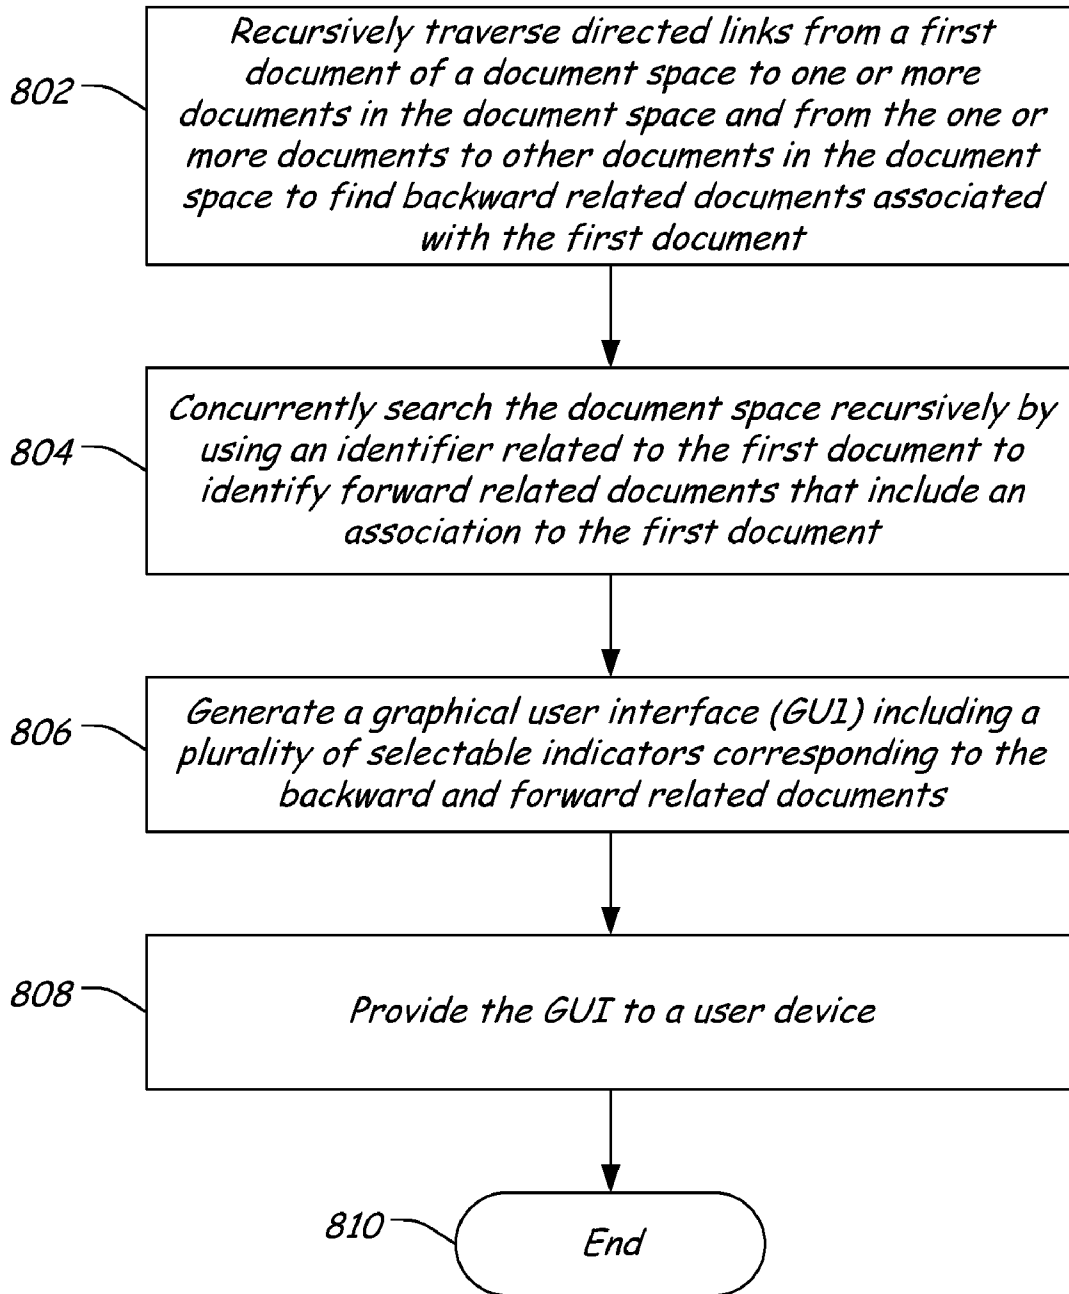 Recursively traverse directed links from a first
document of a document space to one or more
documents in the document space and from the one or
more documents to other documents in the document
space to find backward related documents associated
with the first document
802
Concurrently search the document space recursively by
using an identifier related to the first document to
identify forward related documents that include an
association to the first document
804
Generate a graphical user interface (GUI) including a
plurality of selectable indicators corresponding to the
backward and forward related documents
806
Provide the GUI to a user device
808
End
810